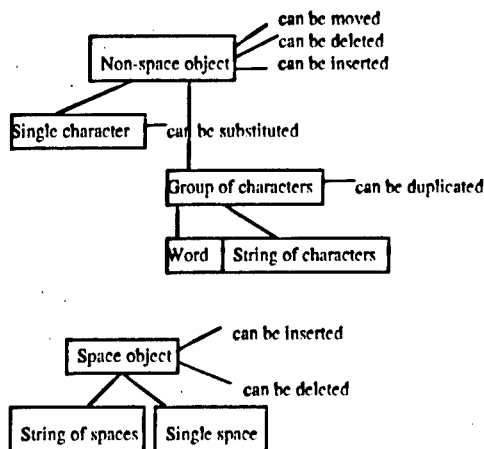 can be moved
can be deleted
Non-space object
can be inserted
Single character
can be substituted
Group of characters
can be duplicated
Word
String of characters
can be inserted
Space object
can be deleted
String of spaces
Single space